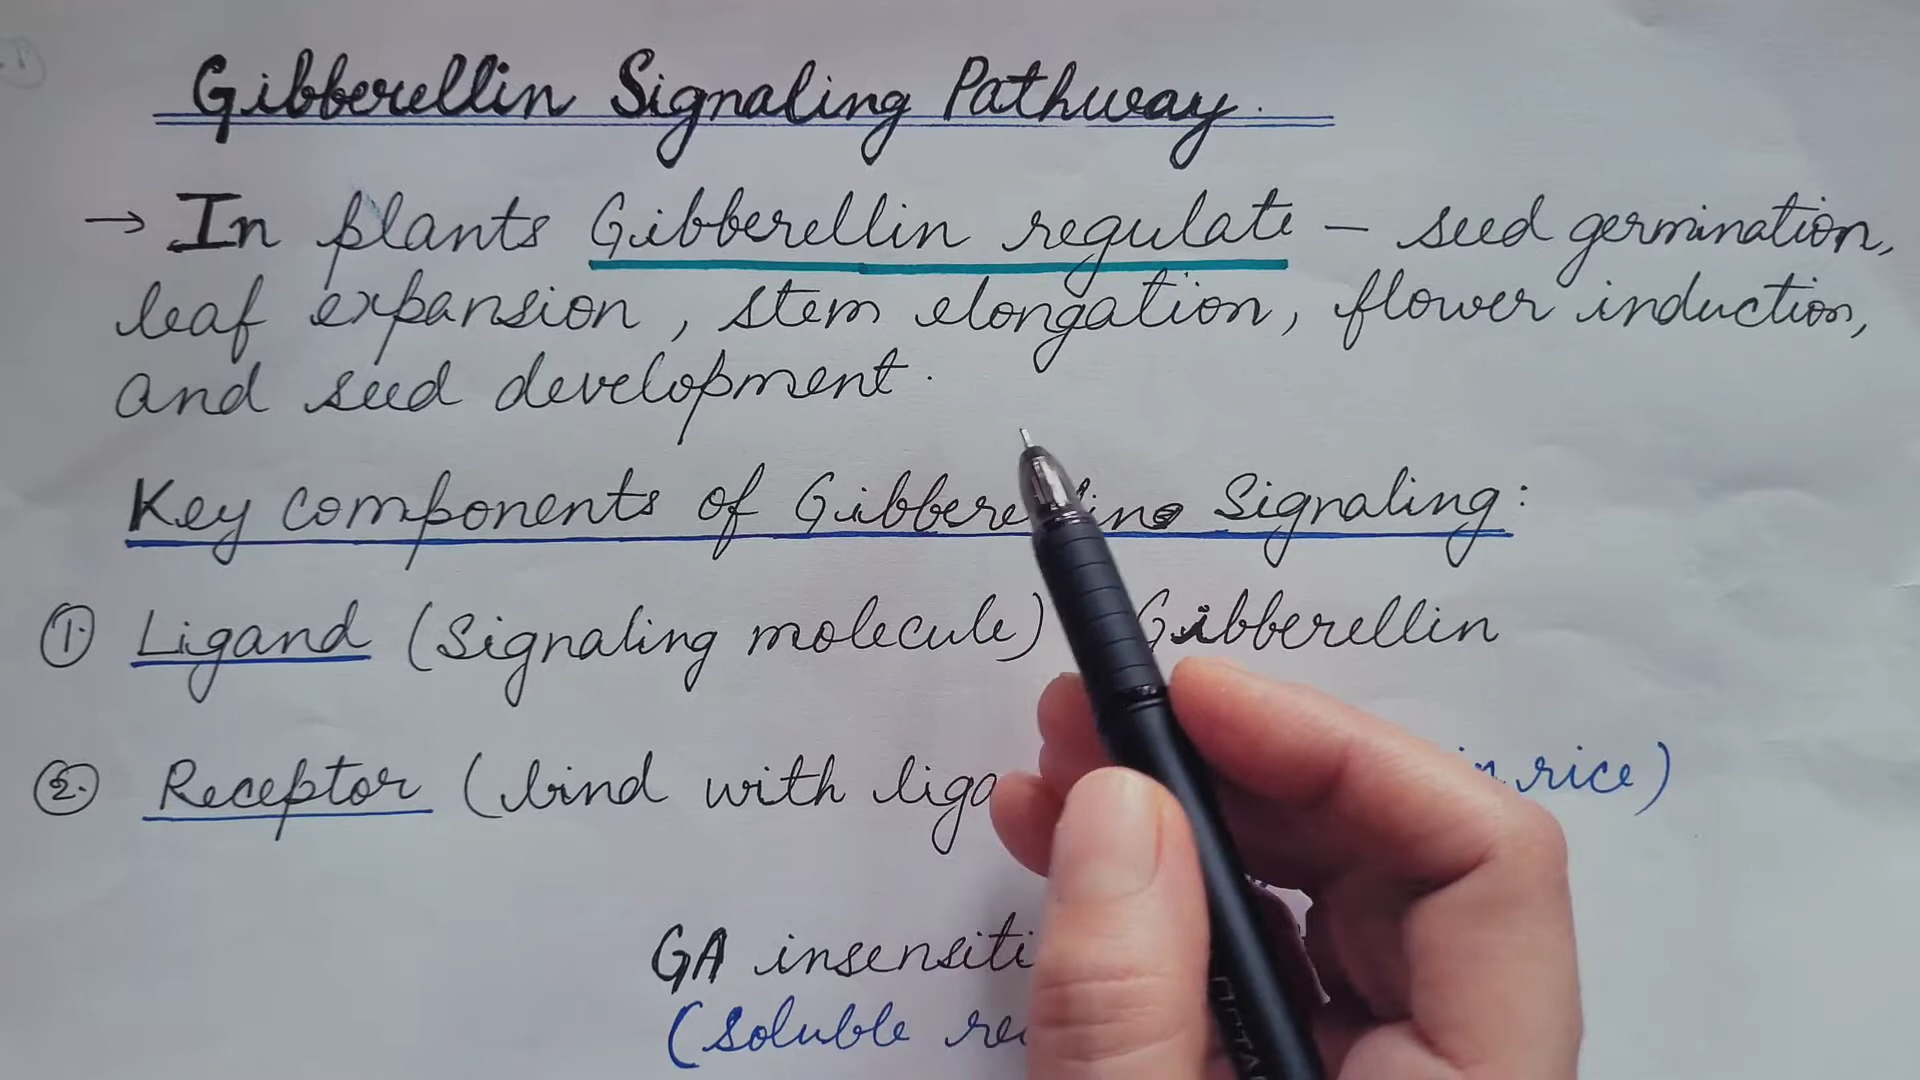 Gibberellin Signaling Pathway.
→ In plants Gibberellin regulate – seed germination,
leaf expansion, stem elongation, flower induction,
and seed development.
Key components of Signaling:
① Ligand (Signaling molecule) Gibberellin
② Receptor (bind with in rice)
GA
(soluble